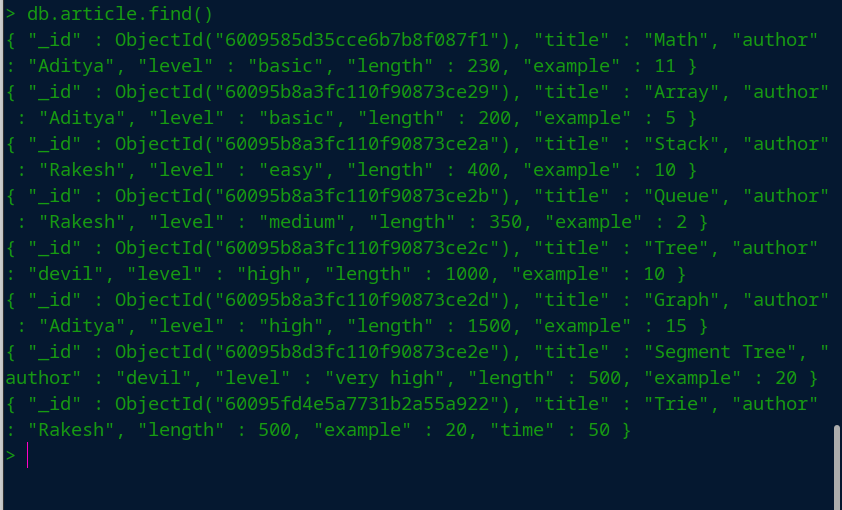 > db.article.find()
{ "_id" : ObjectId("6009585d35cce6b7b8f087f1"), "title" : "Math", "author"
: "Aditya", "level" : "basic", "length" : 230, "example" : 11 }
{ "_id" : ObjectId("60095b8a3fc110f90873ce29"), "title" : "Array", "author"
 : "Aditya", "level" : "basic", "length" : 200, "example" : 5 }
{ "_id" : ObjectId("60095b8a3fc110f90873ce2a"), "title" : "Stack", "author"
 : "Rakesh", "level" : "easy", "length" : 400, "example" : 10 }
{ "_id" : ObjectId("60095b8a3fc110f90873ce2b"), "title" : "Queue", "author"
 : "Rakesh", "level" : "medium", "length" : 350, "example" : 2 }
{ "_id" : ObjectId("60095b8a3fc110f90873ce2c"), "title" : "Tree", "author"
: "devil", "level" : "high", "length" : 1000, "example" : 10 }
{ "_id" : ObjectId("60095b8a3fc110f90873ce2d"), "title" : "Graph", "author"
 : "Aditya", "level" : "high", "length" : 1500, "example" : 15 }
{ "_id" : ObjectId("60095b8d3fc110f90873ce2e"), "title" : "Segment Tree", "
author" : "devil", "level" : "very high", "length" : 500, "example" : 20 }
{ "_id" : ObjectId("60095fd4e5a7731b2a55a922"), "title" : "Trie", "author"
: "Rakesh", "length" : 500, "example" : 20, "time" : 50 }
>